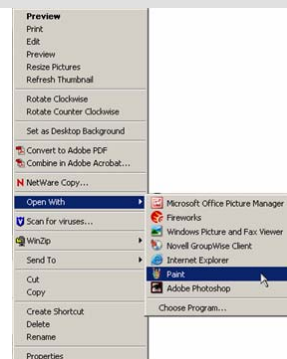 Preview
Print
Edit
Preview
Resize Pictures
Refresh Thumbnail
Rotate Clockwise
Rotate Counter Clockwise
Set as Desktop Background
Convert to Adobe PDF
Combine in Adobe Acrobat...
NetWare Copy...
Open With
Scan for viruses...
WinZip
Send To
Cut
Copy
Create Shortcut
Delete
Rename
Properties
Microsoft Office Picture Manager
Fireworks
Windows Picture and Fax Viewer
Novell GroupWise Client
Internet Explorer
Paint
Adobe Photoshop
Choose Program...